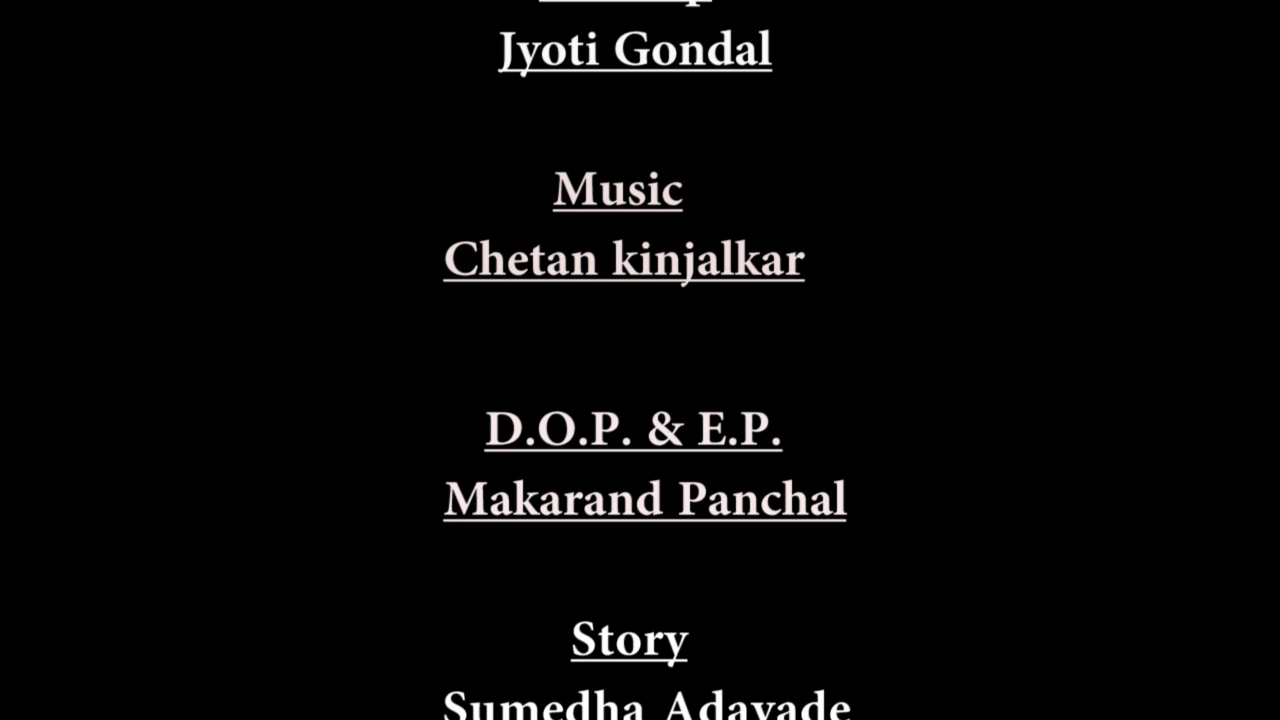 Jyoti Gondal
Music
Chetan kinjalkar
D.O.P. & E.P.
Makarand Panchal
Story
Sumedha Adavade